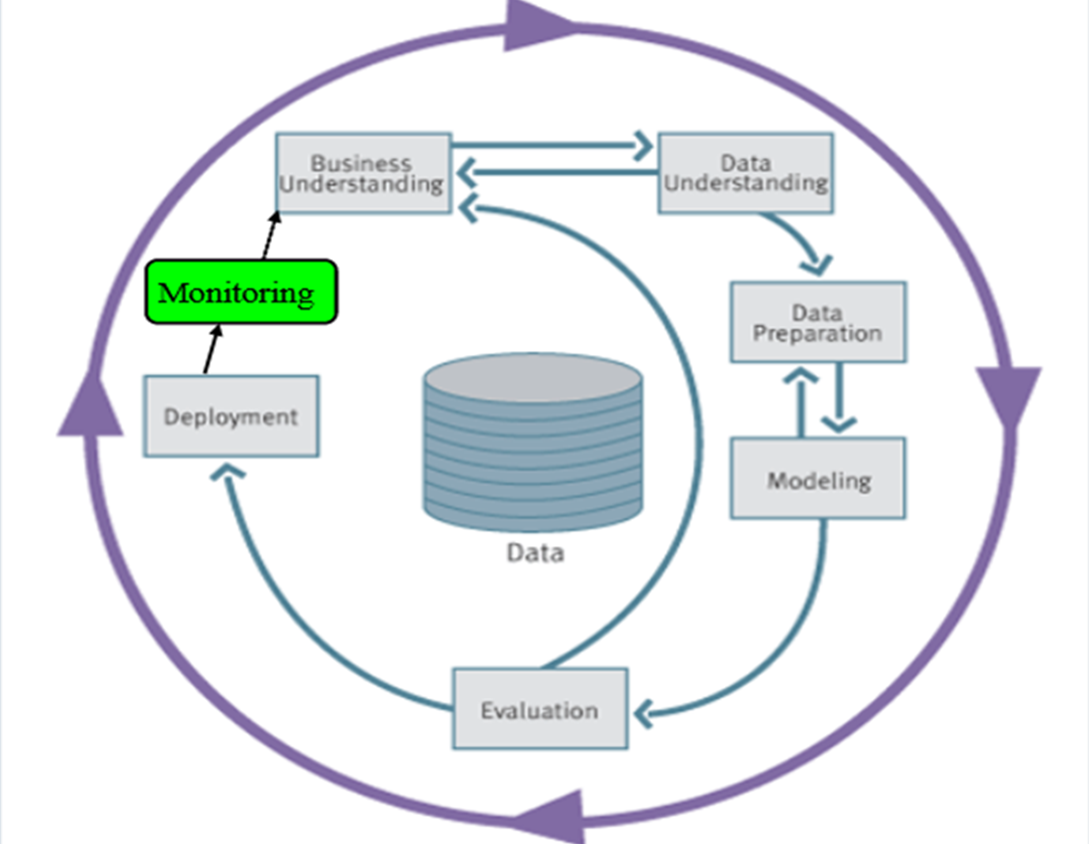 Business
Understanding
Data
Understanding
Monitoring
Data
Preparation
Deployment
Modeling
Data
Evaluation